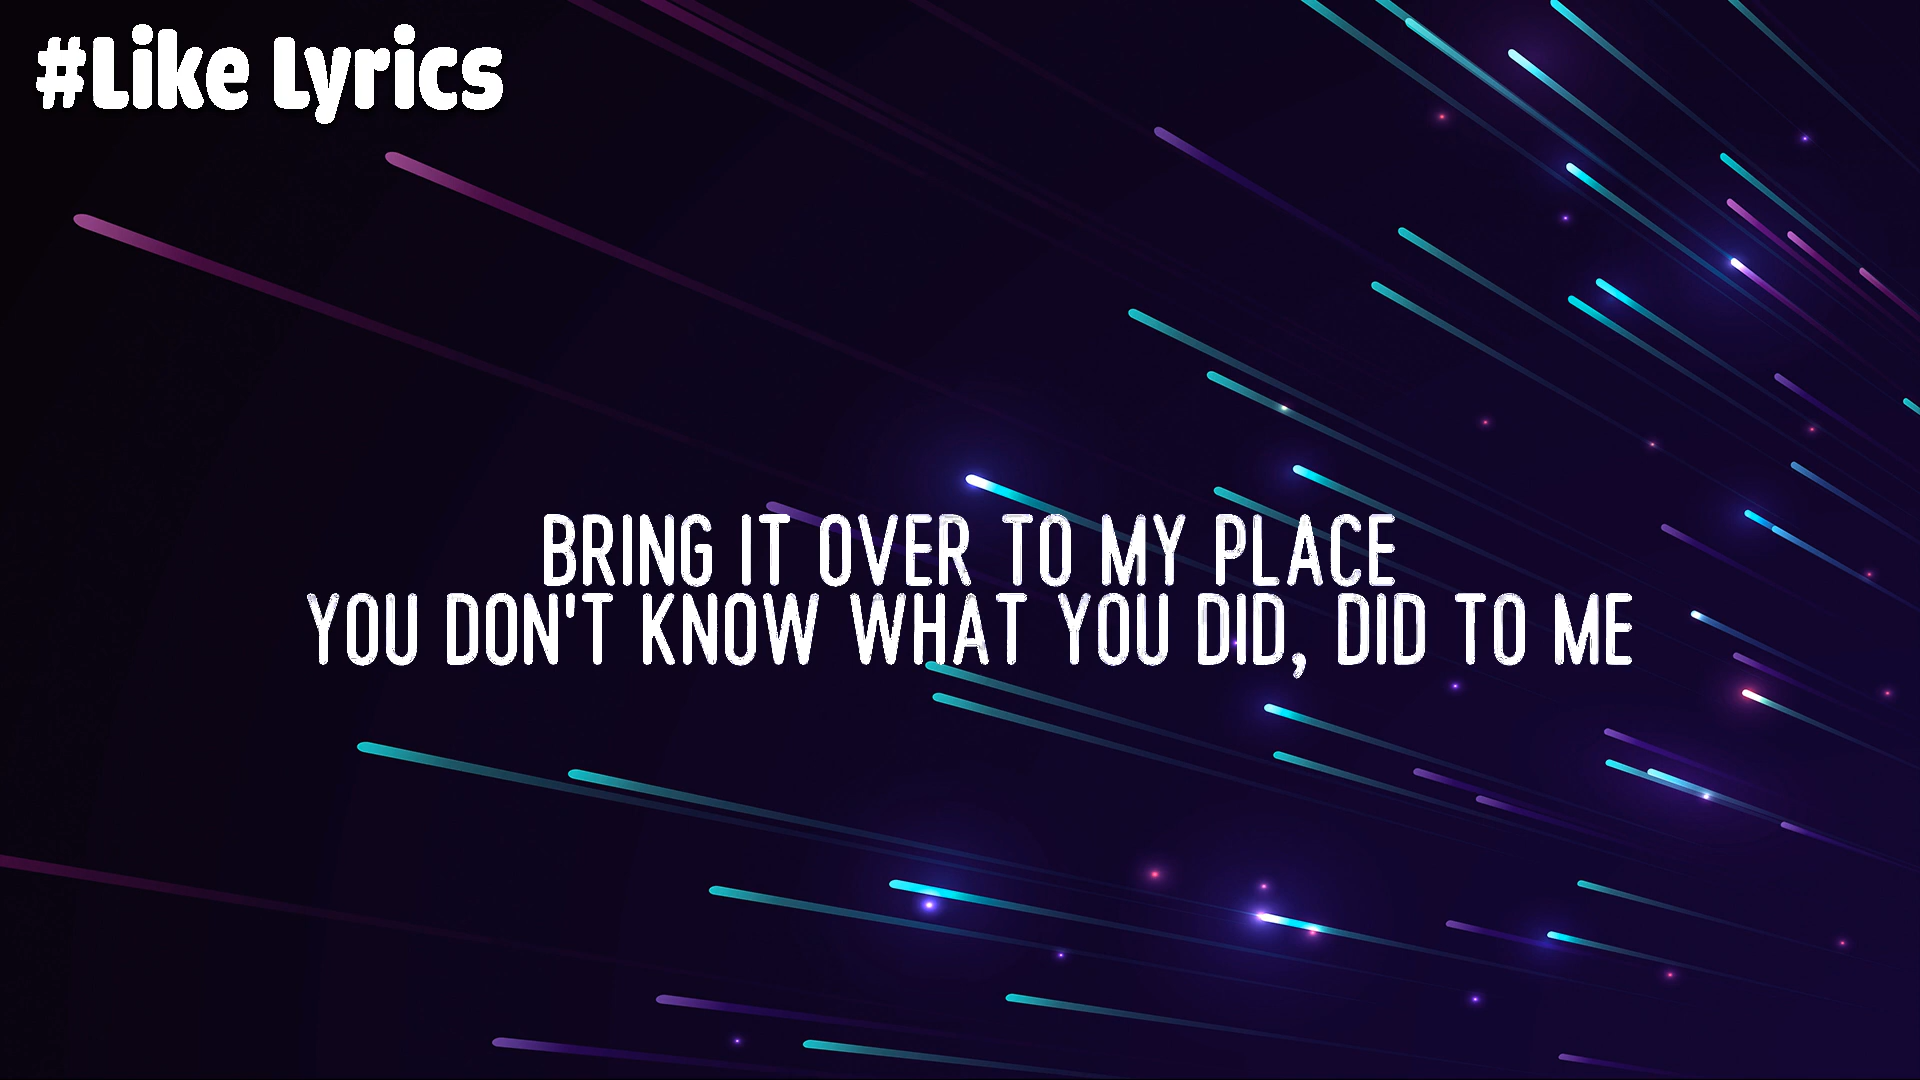 #Like Lyrics
BRING IT OVER TO MY PLACE
YOU DON'T KNOW WHAT YOU DID, DID TO ME